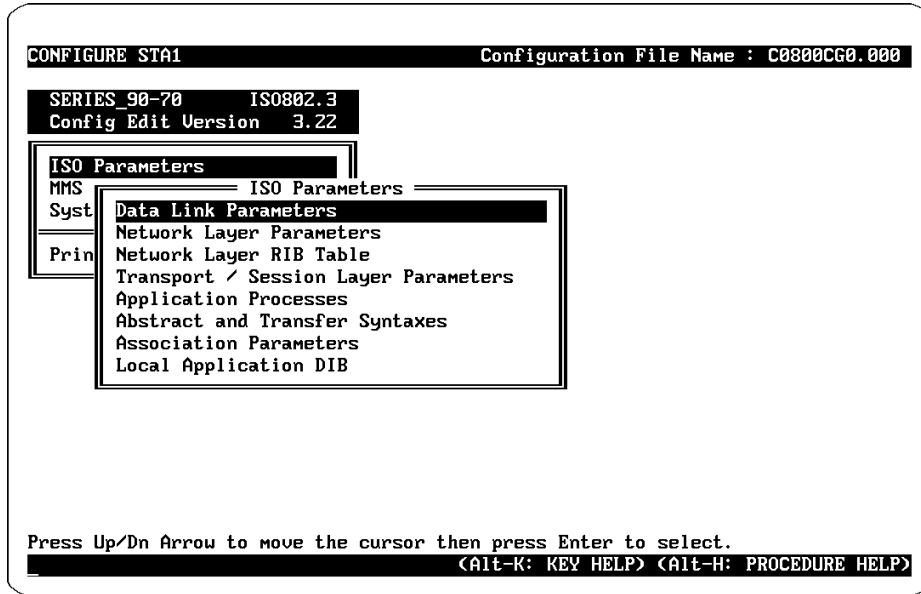 CONFIGURE STA1 Configuration File Name : C0800CG0.000
SERIES_90-70 ISO802.3
Config Edit Version 3.22
ISO Parameters
MMS
ISO Parameters
Syst
Data Link Parameters
Network Layer Parameters
Prin
Network Layer RIB Table
Transport / Session Layer Parameters
Application Processes
Abstract and Transfer Syntaxes
Association Parameters
Local Application DIB
Press Up/Dn Arrow to move the cursor then press Enter to select.
(Alt-K: KEY HELP) (Alt-H: PROCEDURE HELP)